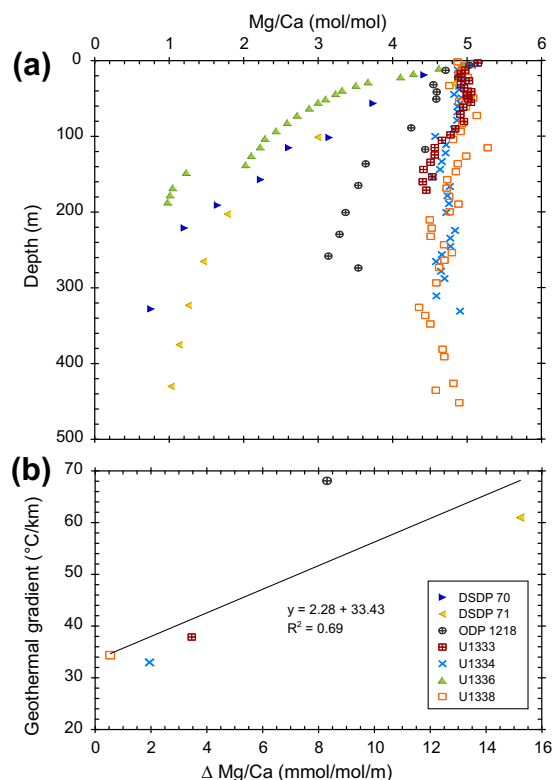 Mg/Ca (mol/mol)
(a)
0 1 2 3 4 5 6
0
100
200
300
400
500
Depth (m)
(b)
70
60
50
40
30
20
Geothermal gradient (°C/km)
y = 2.28 + 33.43
R² = 0.69
DSDP 70
DSDP 71
ODP 1218
U1333
U1334
U1336
U1338
0 2 4 6 8 10 12 14 16
Δ Mg/Ca (mmol/mol/m)